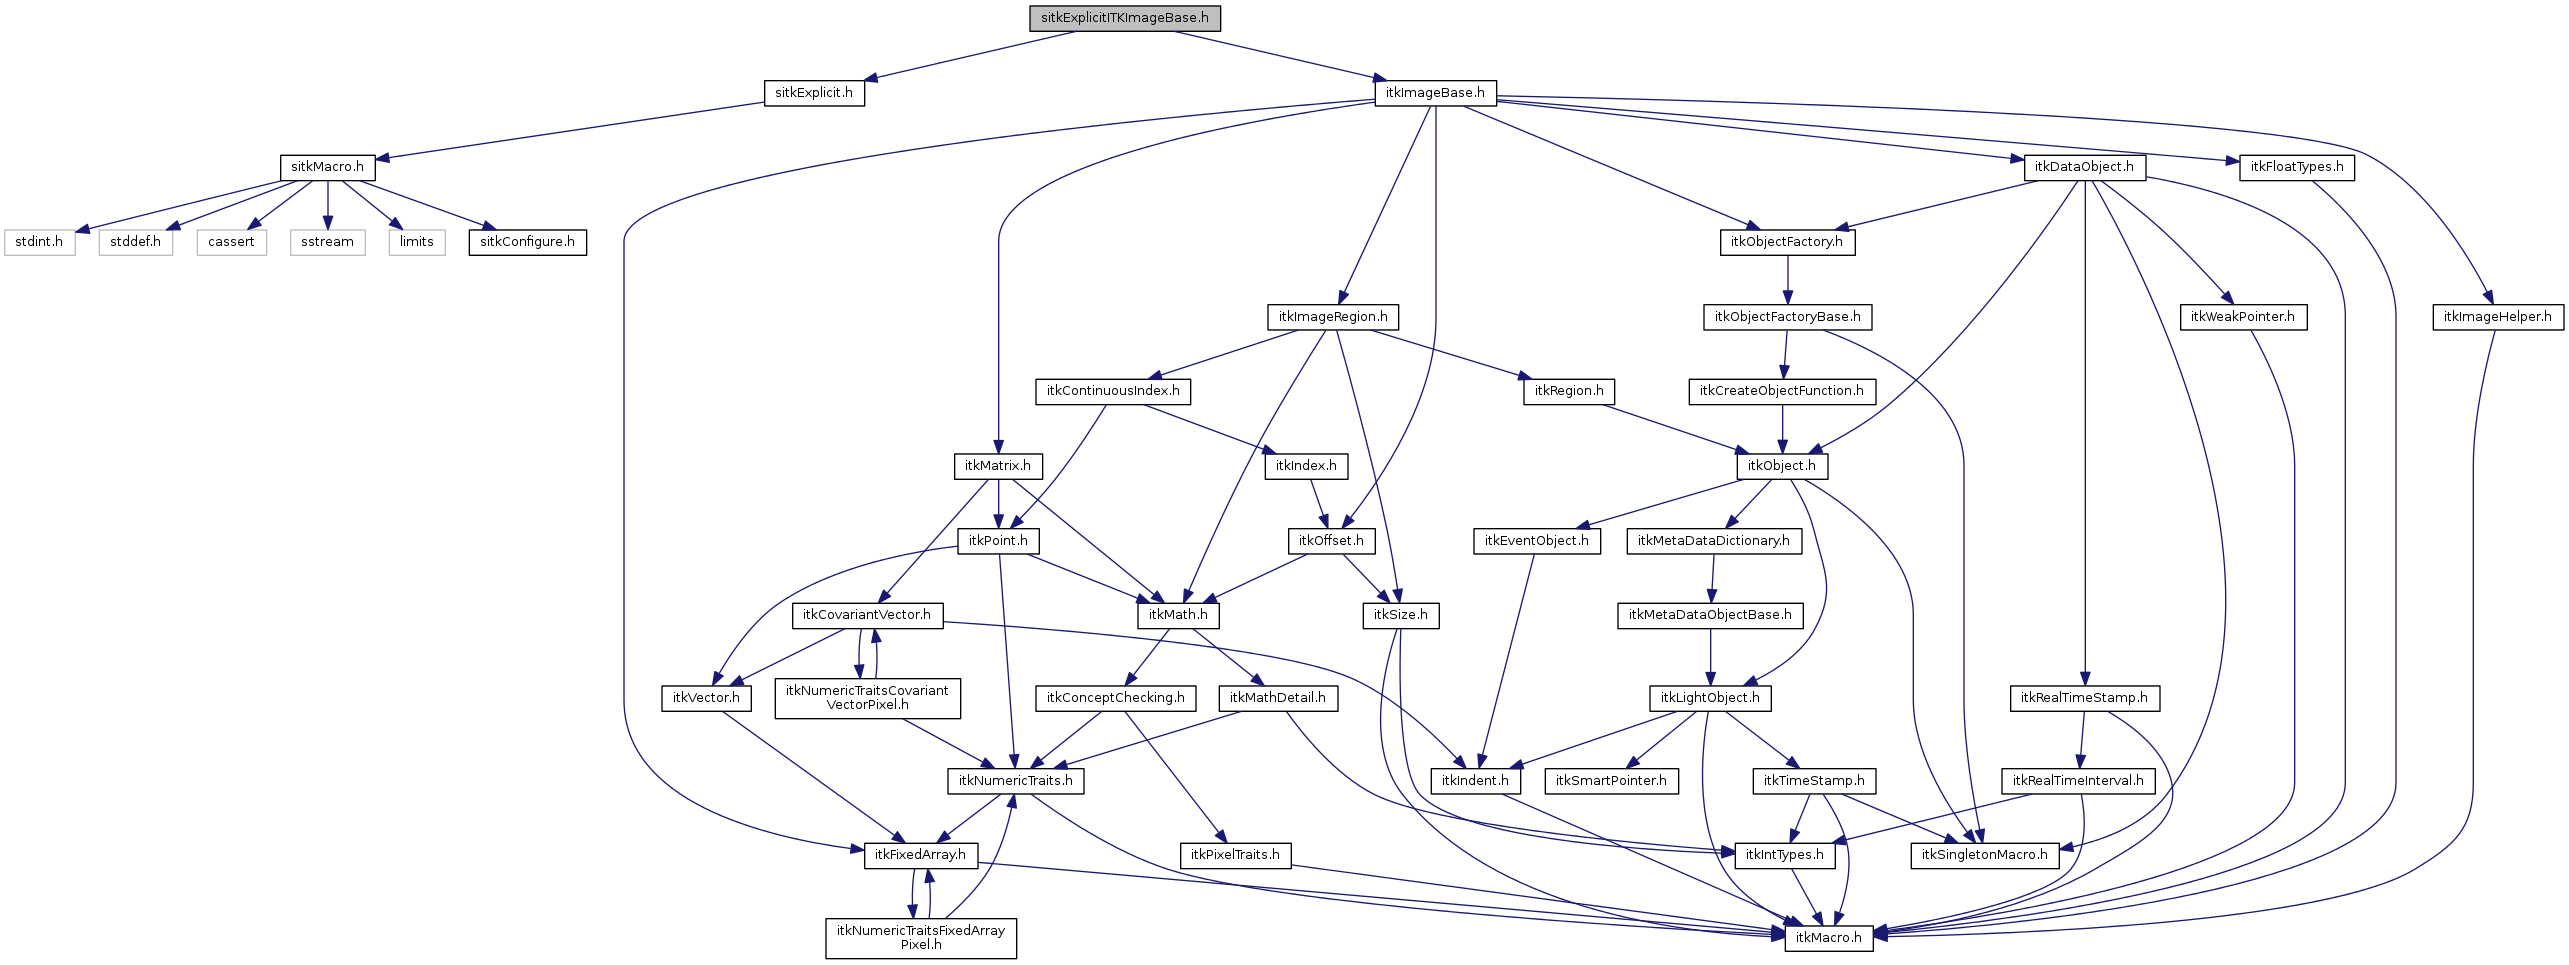 sitkExplicitITKImageBase.h
sitkExplicit.h
itkImageBase.h
sitkMacro.h
itkDataObject.h
itkFloatTypes.h
stdint.h
stddef.h
cassert
sstream
limits
sitkConfigure.h
itkObjectFactory.h
itkImageRegion.h
itkObjectFactoryBase.h
itkWeakPointer.h
itkImageHelper.h
itkContinuousIndex.h
itkRegion.h
itkCreateObjectFunction.h
itkMatrix.h
itkIndex.h
itkObject.h
itkPoint.h
itkOffset.h
itkEventObject.h
itkMetaDataDictionary.h
itkCovariantVector.h
itkMath.h
itkSize.h
itkMetaDataObjectBase.h
itkVector.h
itkNumericTraitsCovariant
VectorPixel.h
itkConceptChecking.h
itkMathDetail.h
itkLightObject.h
itkRealTimeStamp.h
itkNumericTraits.h
itkIndent.h
itkSmartPointer.h
itkTimeStamp.h
itkRealTimeInterval.h
itkFixedArray.h
itkPixelTraits.h
itkIntTypes.h
itkSingletonMacro.h
itkNumericTraitsFixedArray
Pixel.h
itkMacro.h